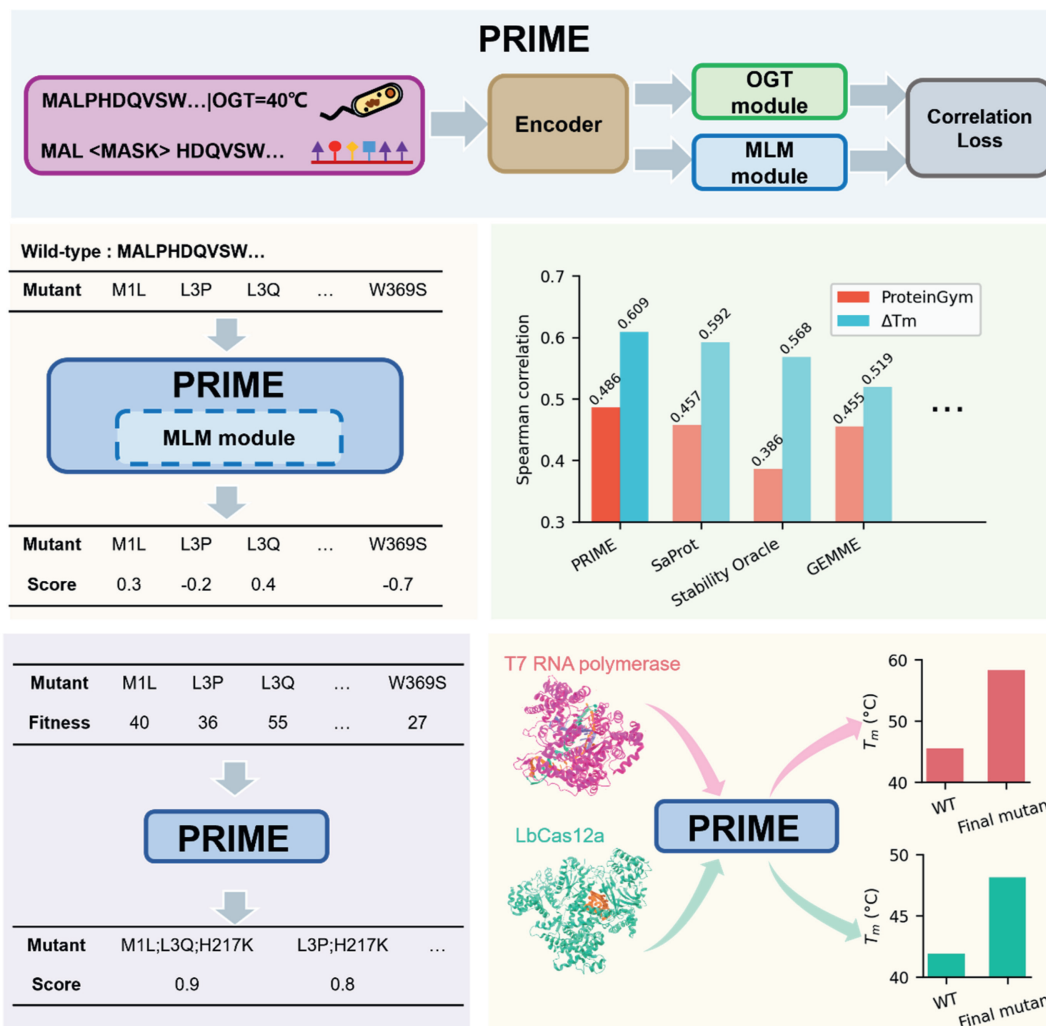 PRIME
MALPHDQVSW...|OGT=40℃
MAL <MASK> HDQVSW...
Encoder
OGT
module
MLM
module
Correlation
Loss
Wild-type : MALPHDQVSW...
Mutant M1L L3P L3Q ... W369S
PRIME
MLM module
Mutant M1L L3P L3Q ... W369S
Score 0.3 -0.2 0.4 -0.7
Spearman correlation
0.7
0.6
0.5
0.4
0.3
ProteinGym
ΔTm
0.486
0.609
0.457
0.592
0.386
0.568
0.455
0.519
...
PRIME
SaProt
Stability Oracle
GEMME
Mutant M1L L3P L3Q ... W369S
Fitness 40 36 55 ... 27
PRIME
Mutant M1L;L3Q;H217K L3P;H217K ...
Score 0.9 0.8
T7 RNA polymerase
LbCas12a
PRIME
Tm (°C)
60
50
40
WT
Final mutant
Tm (°C)
50
45
40
WT
Final mutant